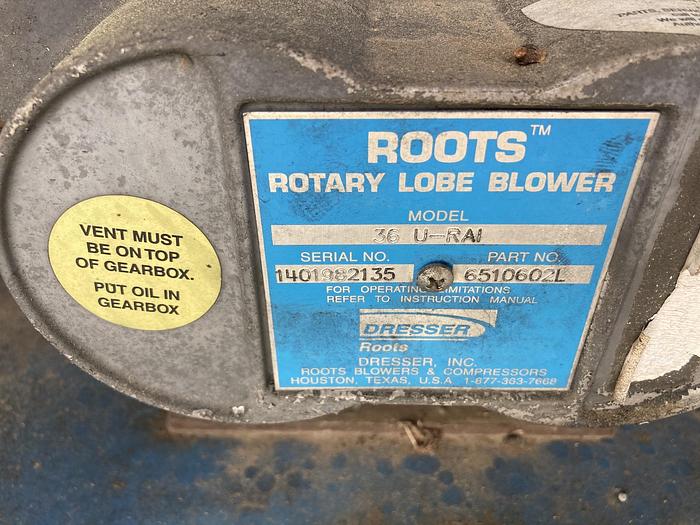 ROOTS™
ROTARY LOBE BLOWER
MODEL
36 U-RAI
SERIAL NO. PART NO.
1401982135 6510602L
FOR OPERATING LIMITATIONS
REFER TO INSTRUCTION MANUAL
DRESSER
Roots
DRESSER, INC.
ROOTS BLOWERS & COMPRESSORS
HOUSTON, TEXAS, U.S.A. 1-877-363-7668
VENT MUST
BE ON TOP
OF GEARBOX.
PUT OIL IN
GEARBOX